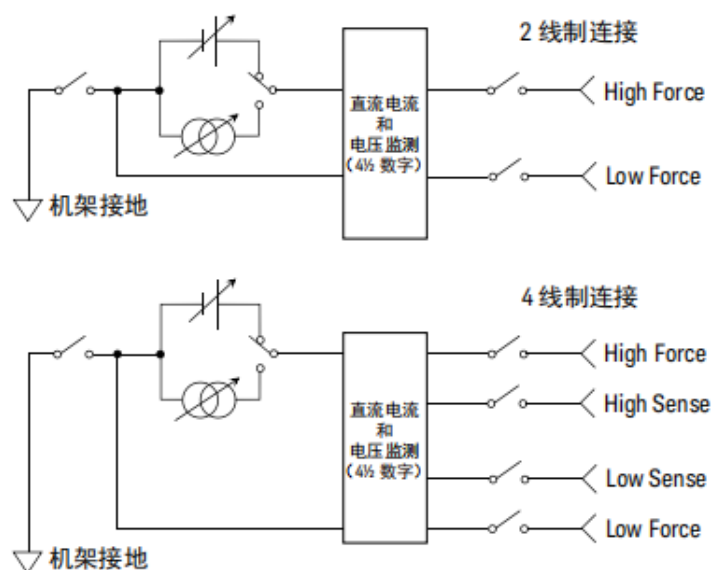 2 线制连接
High Force
直流电流
和
电压监测
(4½ 数字)
Low Force
机架接地
4 线制连接
High Force
High Sense
直流电流
和
电压监测
(4½ 数字)
Low Sense
Low Force
机架接地